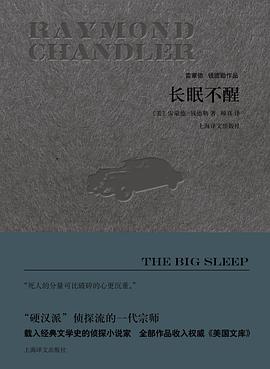 RAYMOND
CHANDLER
雷蒙德·钱德勒作品
长眠不醒
[美] 雷蒙德·钱德勒 著 顾真 译
上海译文出版社
THE BIG SLEEP
“死人的分量可比破碎的心更沉重。”
“硬汉派”侦探流的一代宗师
载入经典文学史的侦探小说家 全部作品收入权威《美国文库》
上海译文出版社